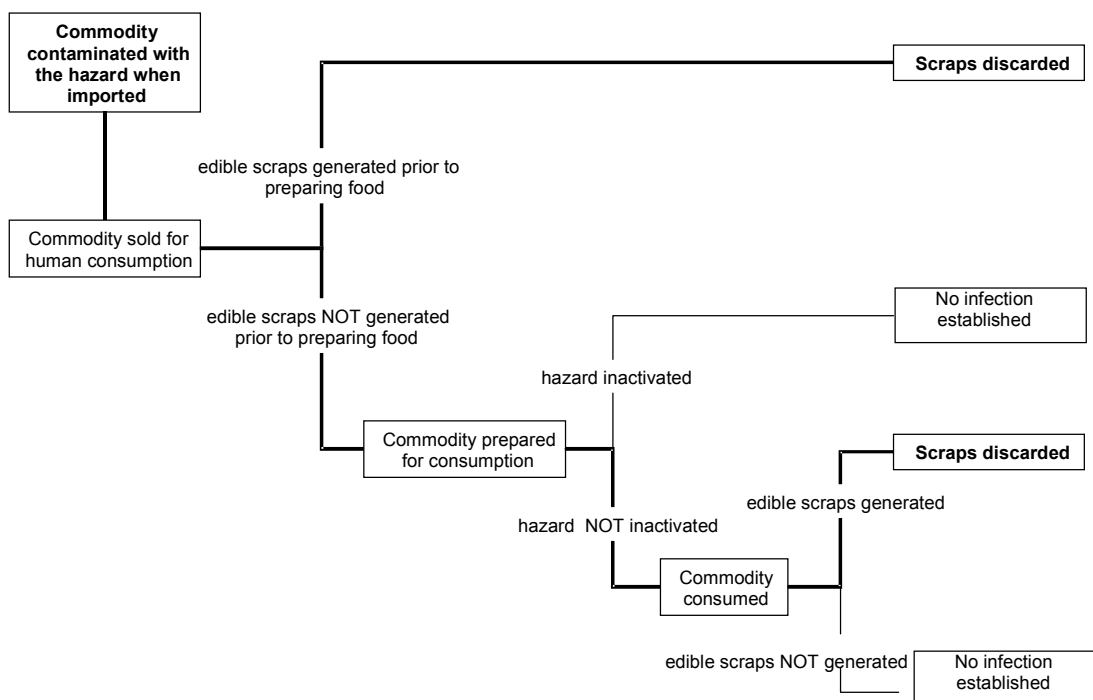 Commodity
contaminated with
the hazard when
imported
Scraps discarded
edible scraps generated prior to
preparing food
Commodity sold for
human consumption
edible scraps NOT generated
prior to preparing food
No infection
established
hazard inactivated
Commodity prepared
for consumption
Scraps discarded
edible scraps generated
hazard NOT inactivated
Commodity
consumed
edible scraps NOT generated
No infection
established